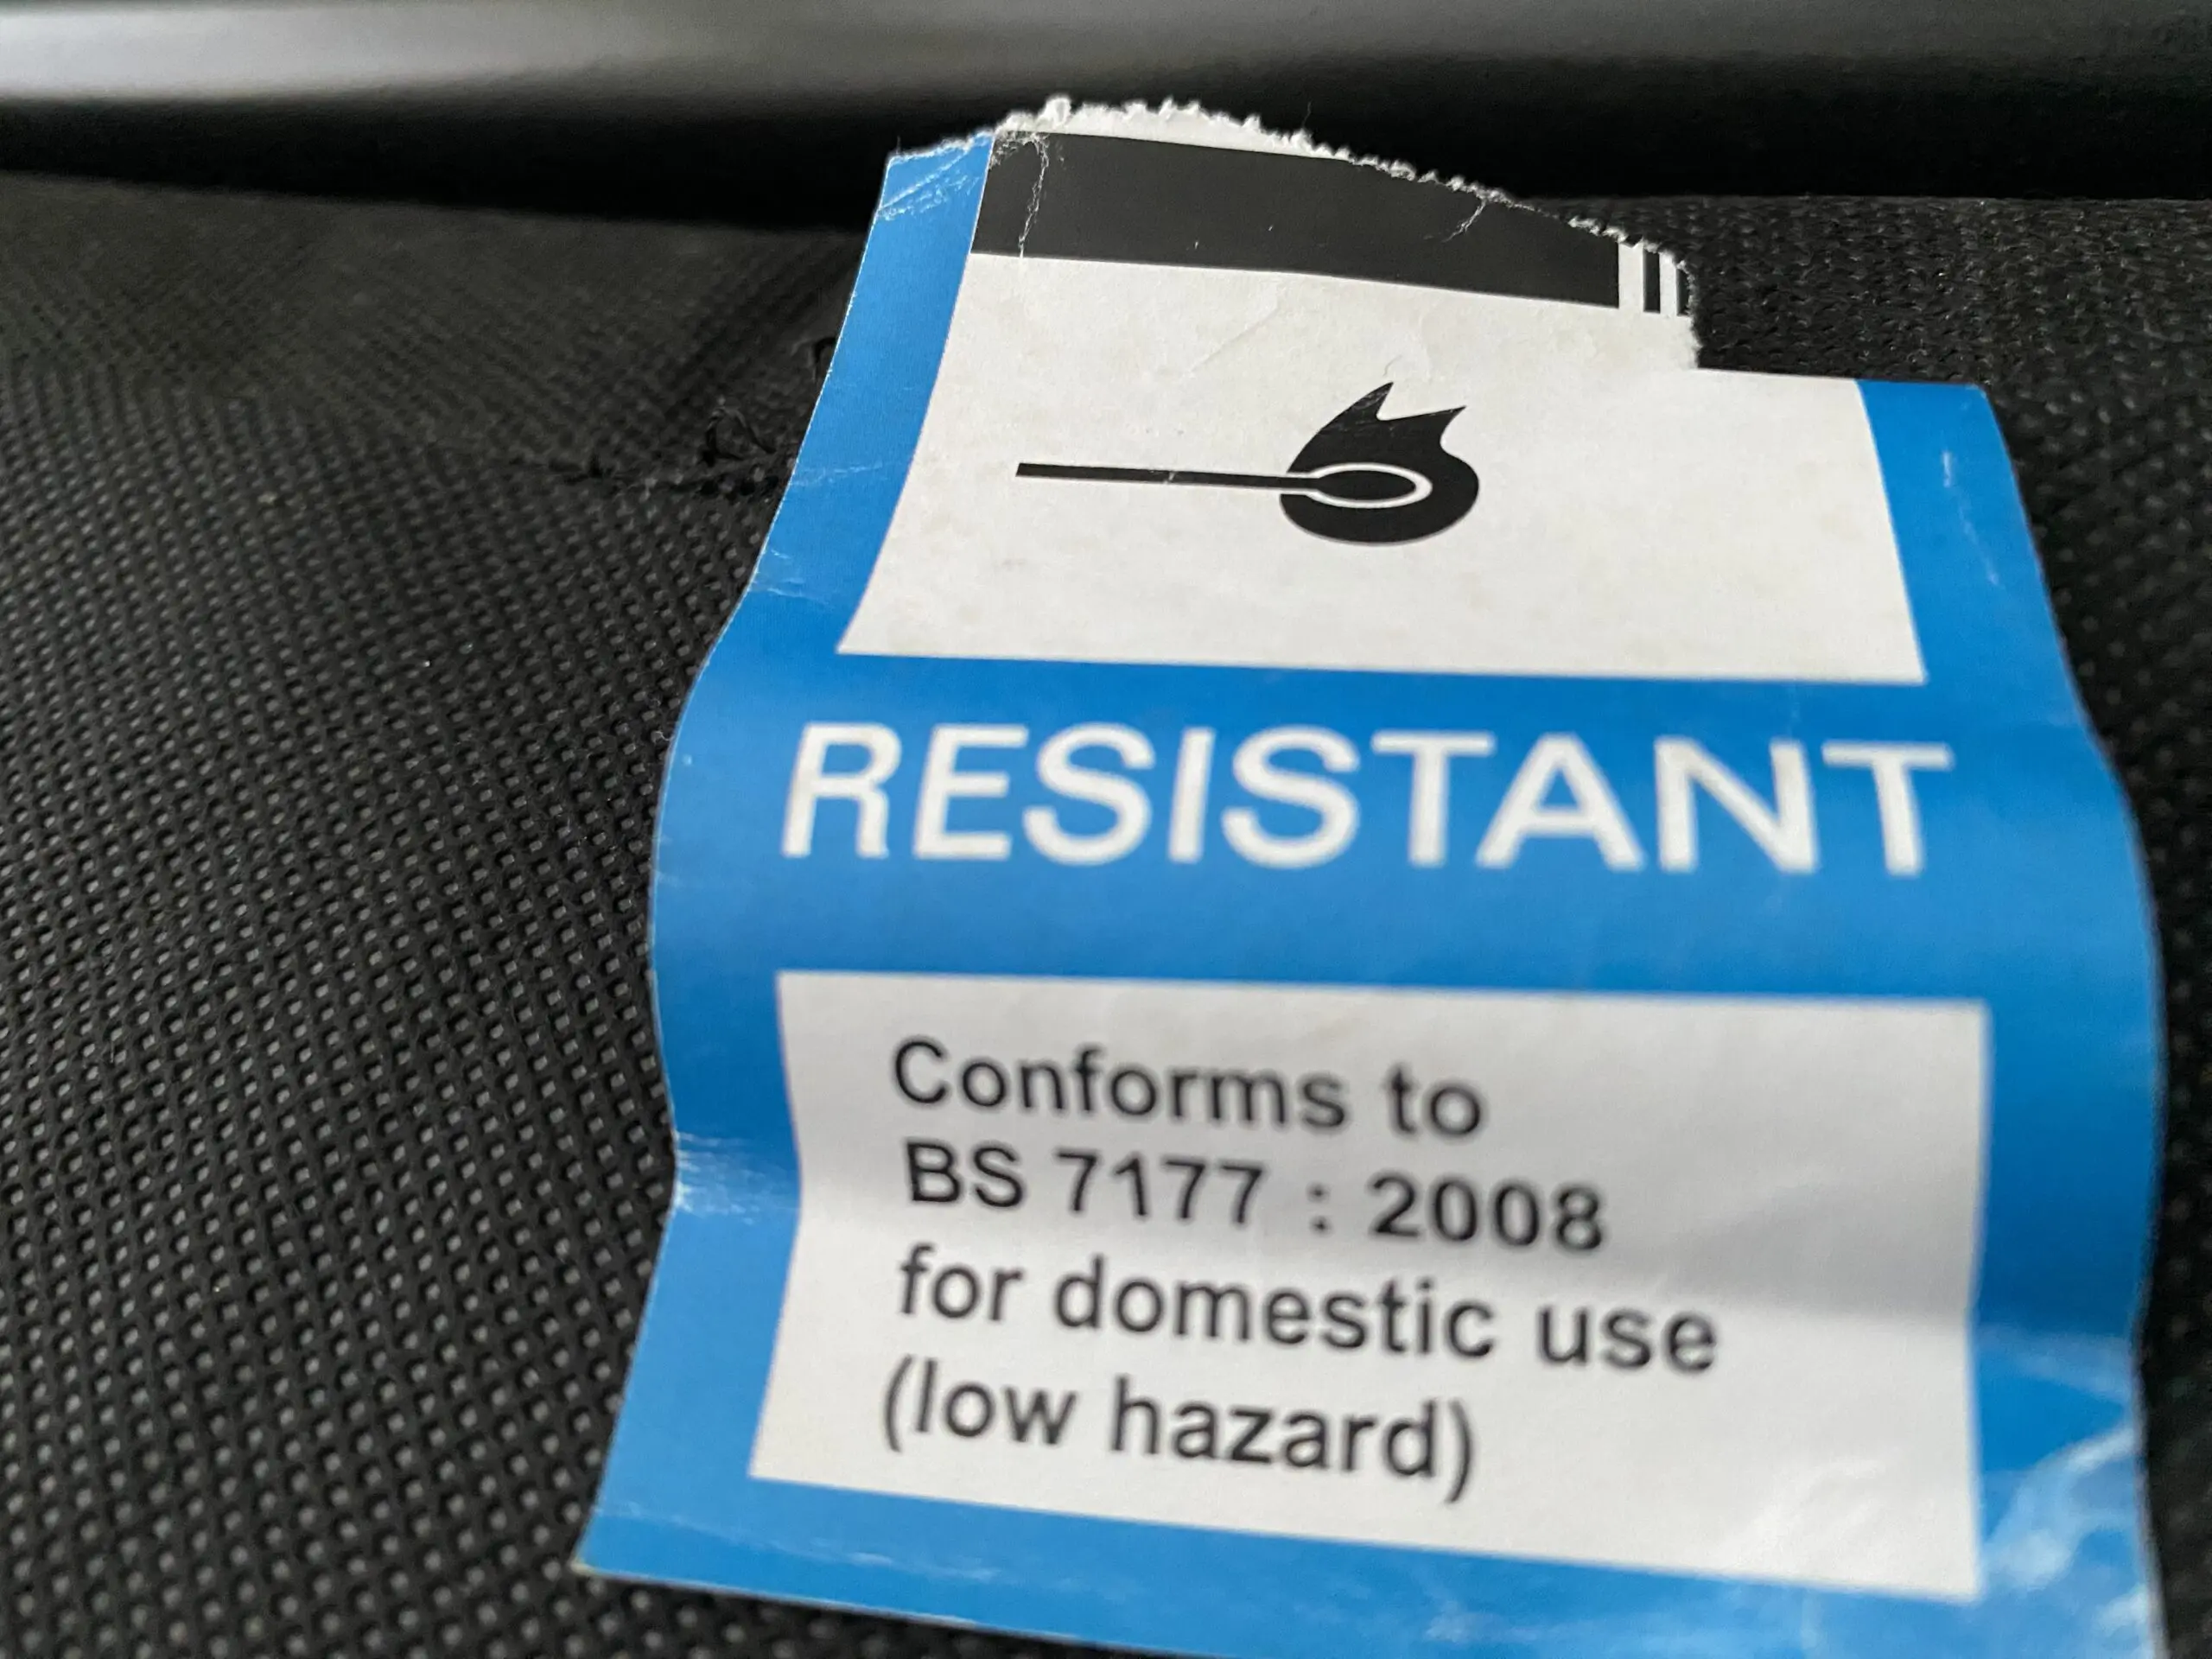 RESISTANT
Conforms to
BS 7177 : 2008
for domestic use
(low hazard)